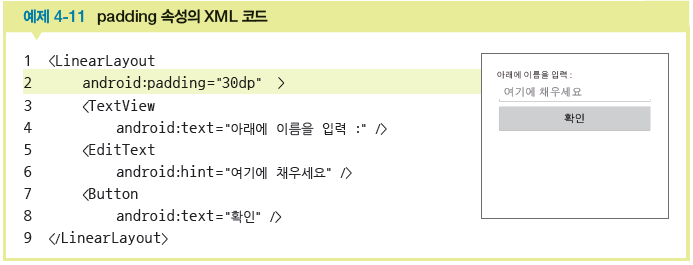 예제 4-11 padding 속성의 XML 코드
1 <LinearLayout
2 android:padding="30dp" >
3 <TextView
4 android:text="아래에 이름을 입력 :" />
5 <EditText
6 android:hint="여기에 채우세요" />
7 <Button
8 android:text="확인" />
9 </LinearLayout>
아래에 이름을 입력 :
여기에 채우세요
확인